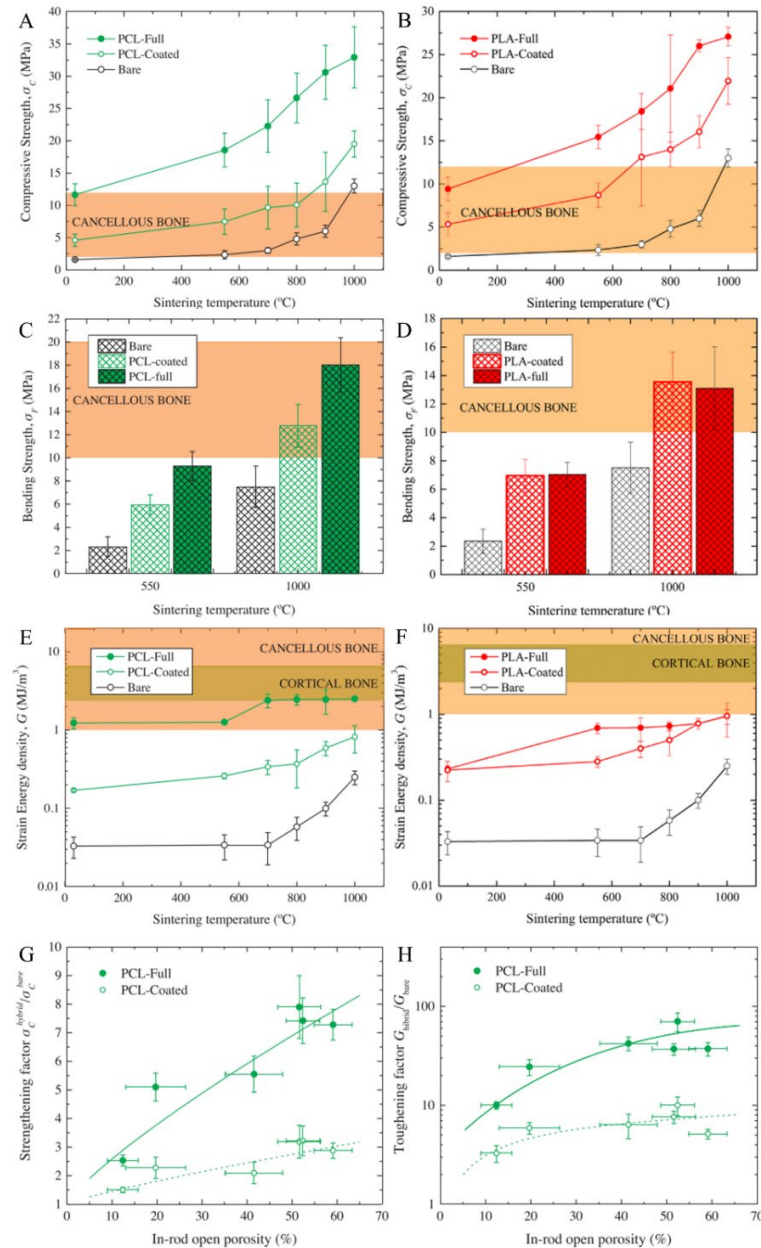 A
PCL-Full
PCL-Coated
Bare
CANCELLOUS BONE
Compressive Strength, σC (MPa)
40
35
30
25
20
15
10
5
0
0 200 400 600 800 1000
Sintering temperature (ºC)
B
PLA-Full
PLA-Coated
Bare
CANCELLOUS BONE
Compressive Strength, σC (MPa)
30
25
20
15
10
5
0
0 200 400 600 800 1000
Sintering temperature (ºC)
C
Bare
PCL-coated
PCL-full
CANCELLOUS BONE
Bending Strength, σF (MPa)
22
20
18
16
14
12
10
8
6
4
2
0
550 1000
Sintering temperature (ºC)
D
Bare
PLA-coated
PLA-full
CANCELLOUS BONE
Bending Strength, σF (MPa)
18
16
14
12
10
8
6
4
2
0
550 1000
Sintering temperature (ºC)
E
PCL-Full
PCL-Coated
Bare
CANCELLOUS BONE
CORTICAL BONE
Strain Energy density, G (MJ/m³)
10
1
0.1
0.01
0 200 400 600 800 1000
Sintering temperature (ºC)
F
PLA-Full
PLA-Coated
Bare
CANCELLOUS BONE
CORTICAL BONE
Strain Energy density, G (MJ/m³)
10
1
0.1
0.01
0 200 400 600 800 1000
Sintering temperature (ºC)
G
PCL-Full
PCL-Coated
Strengthening factor σC^hybrid/σC^bare
10
9
8
7
6
5
4
3
2
1
0 10 20 30 40 50 60 70
In-rod open porosity (%)
H
PCL-Full
PCL-Coated
Toughening factor Ghibrid/Gbare
100
10
1
0 10 20 30 40 50 60
In-rod open porosity (%)